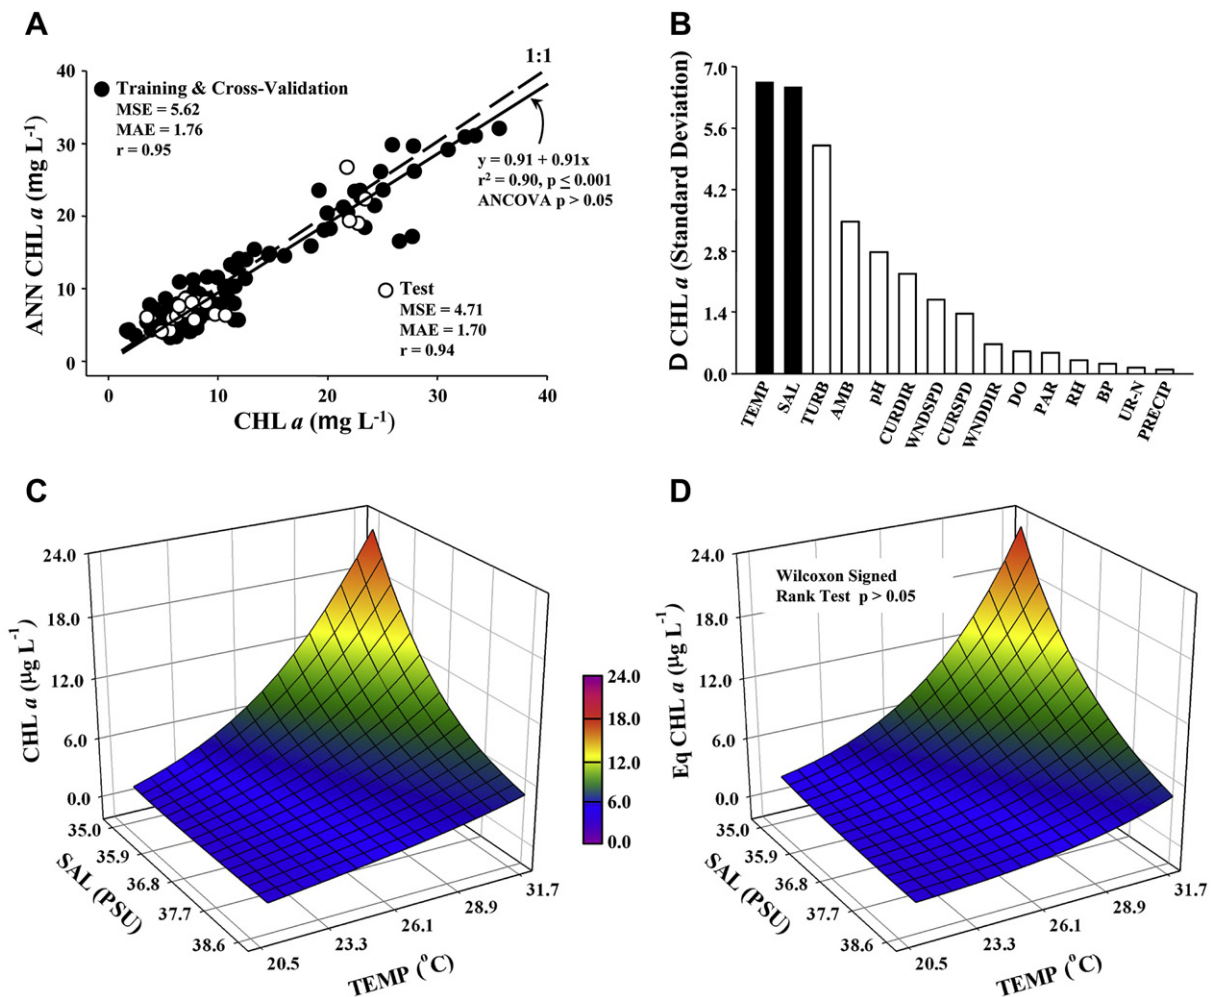 A
1:1
40
30
20
10
0
ANN CHL a (mg L-1)
Training & Cross-Validation
MSE = 5.62
MAE = 1.76
r = 0.95
y = 0.91 + 0.91x
r2 = 0.90, p ≤ 0.001
ANCOVA p > 0.05
Test
MSE = 4.71
MAE = 1.70
r = 0.94
0 10 20 30 40
CHL a (mg L-1)
B
D CHL a (Standard Deviation)
7.0
5.6
4.2
2.8
1.4
0.0
TEMP
SAL
TURB
AMB
pH
CURDIR
WNDSPD
CURSPD
WNDDIR
DO
PAR
RH
BP
UR-N
PRECIP
C
CHL a (µg L-1)
24.0
18.0
12.0
6.0
0.0
35.0
35.9
36.8
37.7
38.6
SAL (PSU)
20.5
23.3
26.1
28.9
31.7
TEMP (oC)
24.0
18.0
12.0
6.0
0.0
D
Wilcoxon Signed
Rank Test p > 0.05
Eq CHL a (µg L-1)
24.0
18.0
12.0
6.0
0.0
35.0
35.9
36.8
37.7
38.6
SAL (PSU)
20.5
23.3
26.1
28.9
31.7
TEMP (oC)